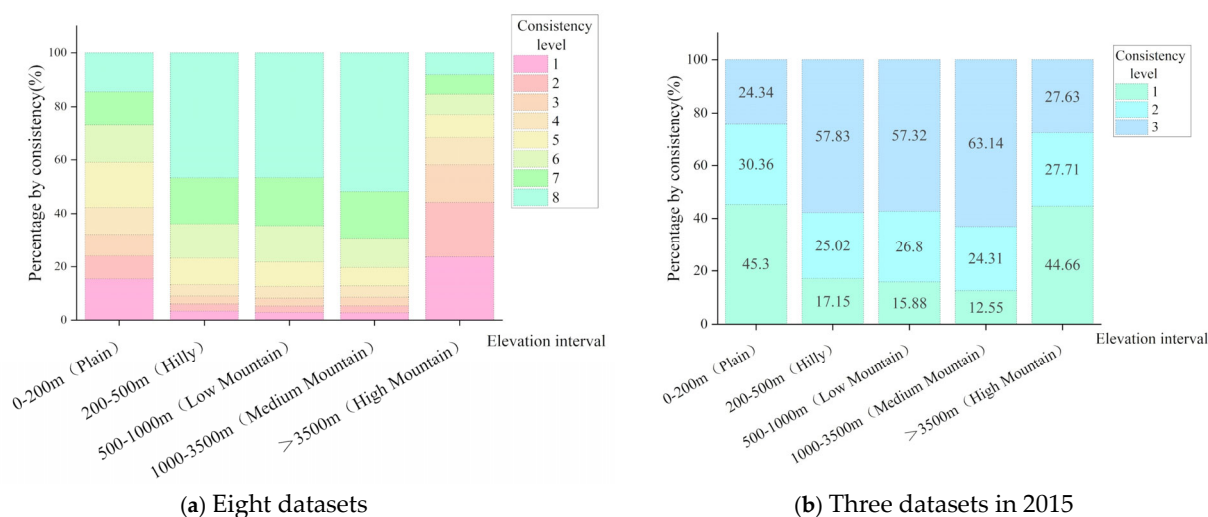 Consistency
level
1
2
3
4
5
6
7
8
Percentage by consistency(%)
100
80
60
40
20
0
Elevation interval
0-200m（Plain）
200-500m（Hilly）
500-1000m（Low Mountain）
1000-3500m（Medium Mountain）
＞3500m（High Mountain）
(a) Eight datasets
Consistency
level
1
2
3
Percentage by consistency(%)
100
80
60
40
20
0
24.34
30.36
45.3
57.83
25.02
17.15
57.32
26.8
15.88
63.14
24.31
12.55
27.63
27.71
44.66
Elevation interval
0-200m（Plain）
200-500m（Hilly）
500-1000m（Low Mountain）
1000-3500m（Medium Mountain）
＞3500m（High Mountain）
(b) Three datasets in 2015